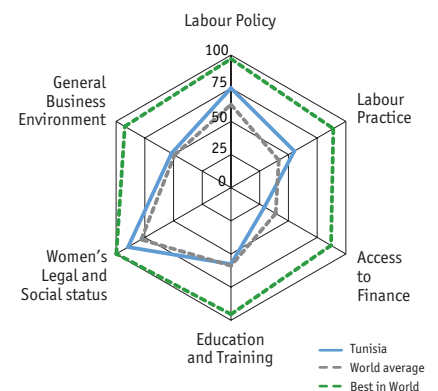 Labour Policy
100
75
50
25
0
General
Business
Environment
Labour
Practice
Women's
Legal and
Social status
Access
to
Finance
Education
and Training
Tunisia
World average
Best in World